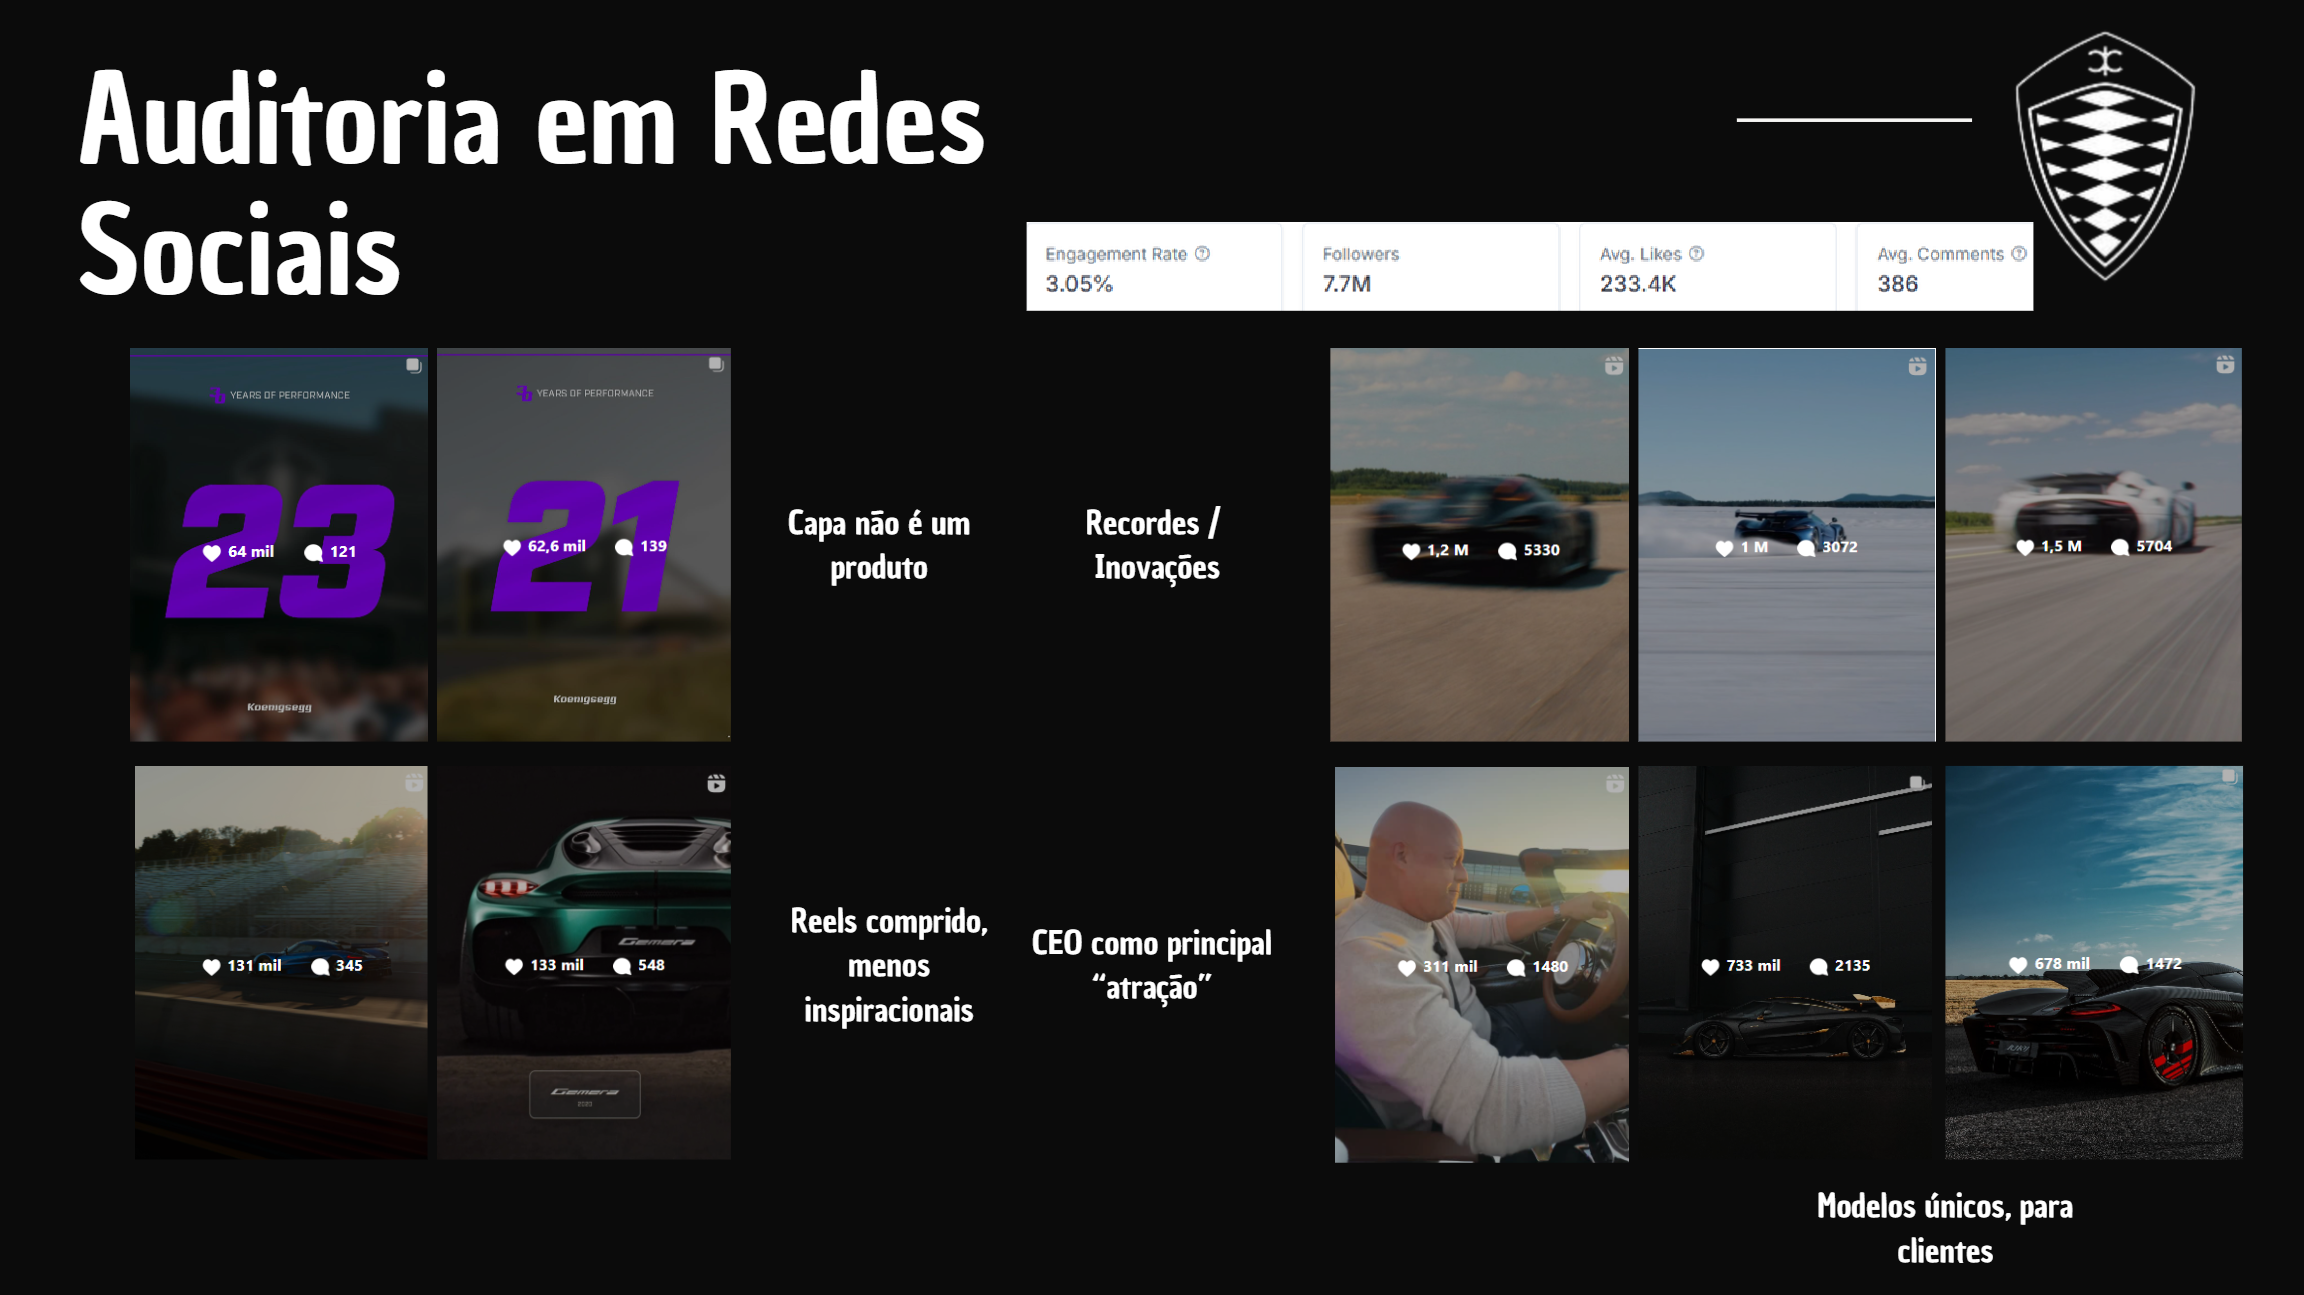 Auditoria em Redes
Sociais
Engagement Rate
3.05%
Followers
7.7M
Avg. Likes
233.4K
Avg. Comments
386
YEARS OF PERFORMANCE
23
64 mil 121
Koenigsegg
YEARS OF PERFORMANCE
21
62,6 mil 139
Koenigsegg
Capa não é um
produto
Recordes /
Inovações
1,2 M 5330
1 M 3072
1,5 M 5704
131 mil 345
Gemera
133 mil 548
Gemera
Reels comprido,
menos
inspiracionais
CEO como principal
“atração”
311 mil 1480
733 mil 2135
678 mil 1472
Modelos únicos, para
clientes